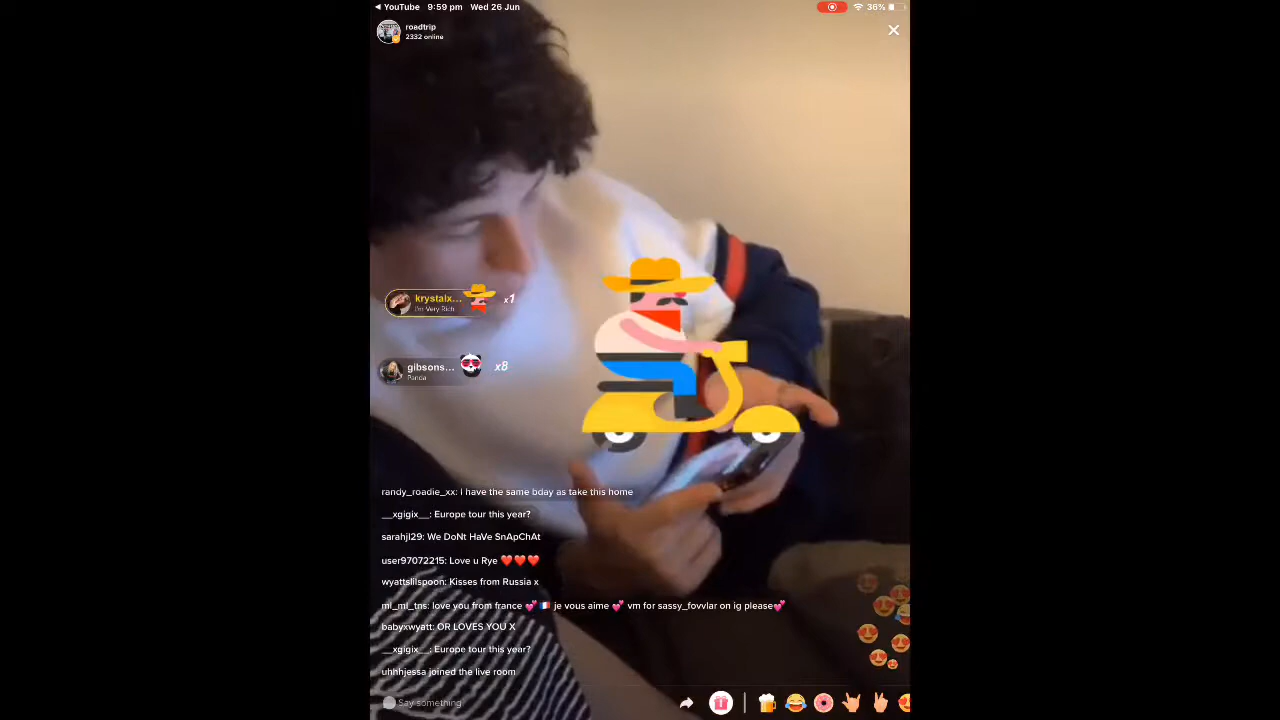 YouTube 9:59 pm Wed 26 Jun 36%
roadtrip
2332 online
krystalx... x1
I'm Very Rich
gibsons... x8
Panda
randy_roadie_xx: I have the same bday as take this home
__xgigix__: Europe tour this year?
sarahjl29: We DoNt HaVe SnApChAt
user97072215: Love u Rye ❤️❤️❤️
wyattslilspoon: Kisses from Russia x
ml_ml_tns: love you from france 💕🇫🇷 je vous aime 💕 vm for sassy_fovvlar on ig please💕
babyxwyatt: OR LOVES YOU X
__xgigix__: Europe tour this year?
uhhhjessa joined the live room
Say something